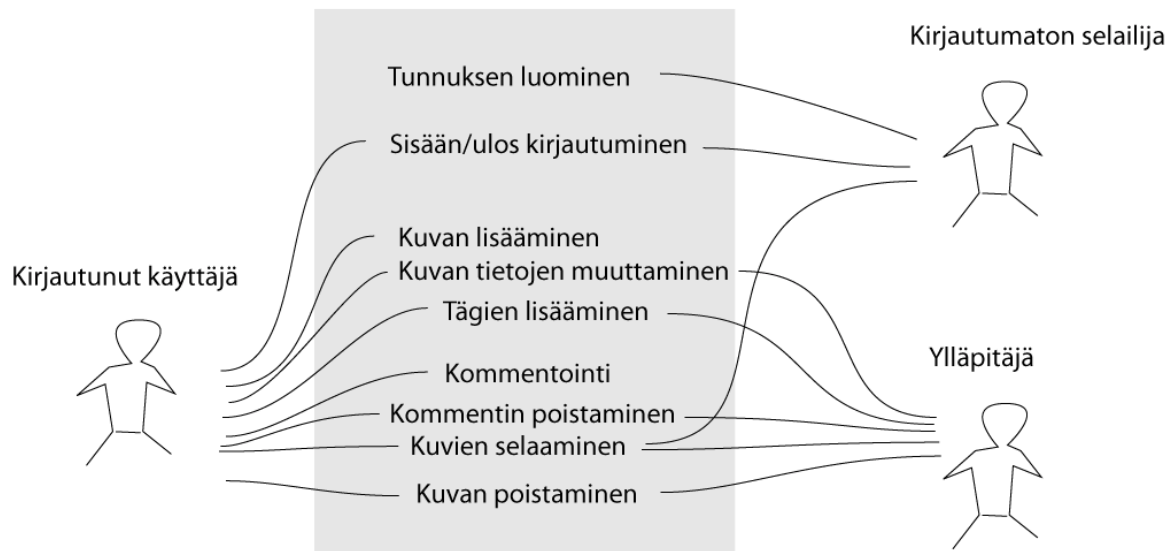 Kirjautumaton selailija
Tunnuksen luominen
Sisään/ulos kirjautuminen
Kuvan lisääminen
Kirjautunut käyttäjä
Kuvan tietojen muuttaminen
Tägien lisääminen
Ylläpitäjä
Kommentointi
Kommentin poistaminen
Kuvien selaaminen
Kuvan poistaminen